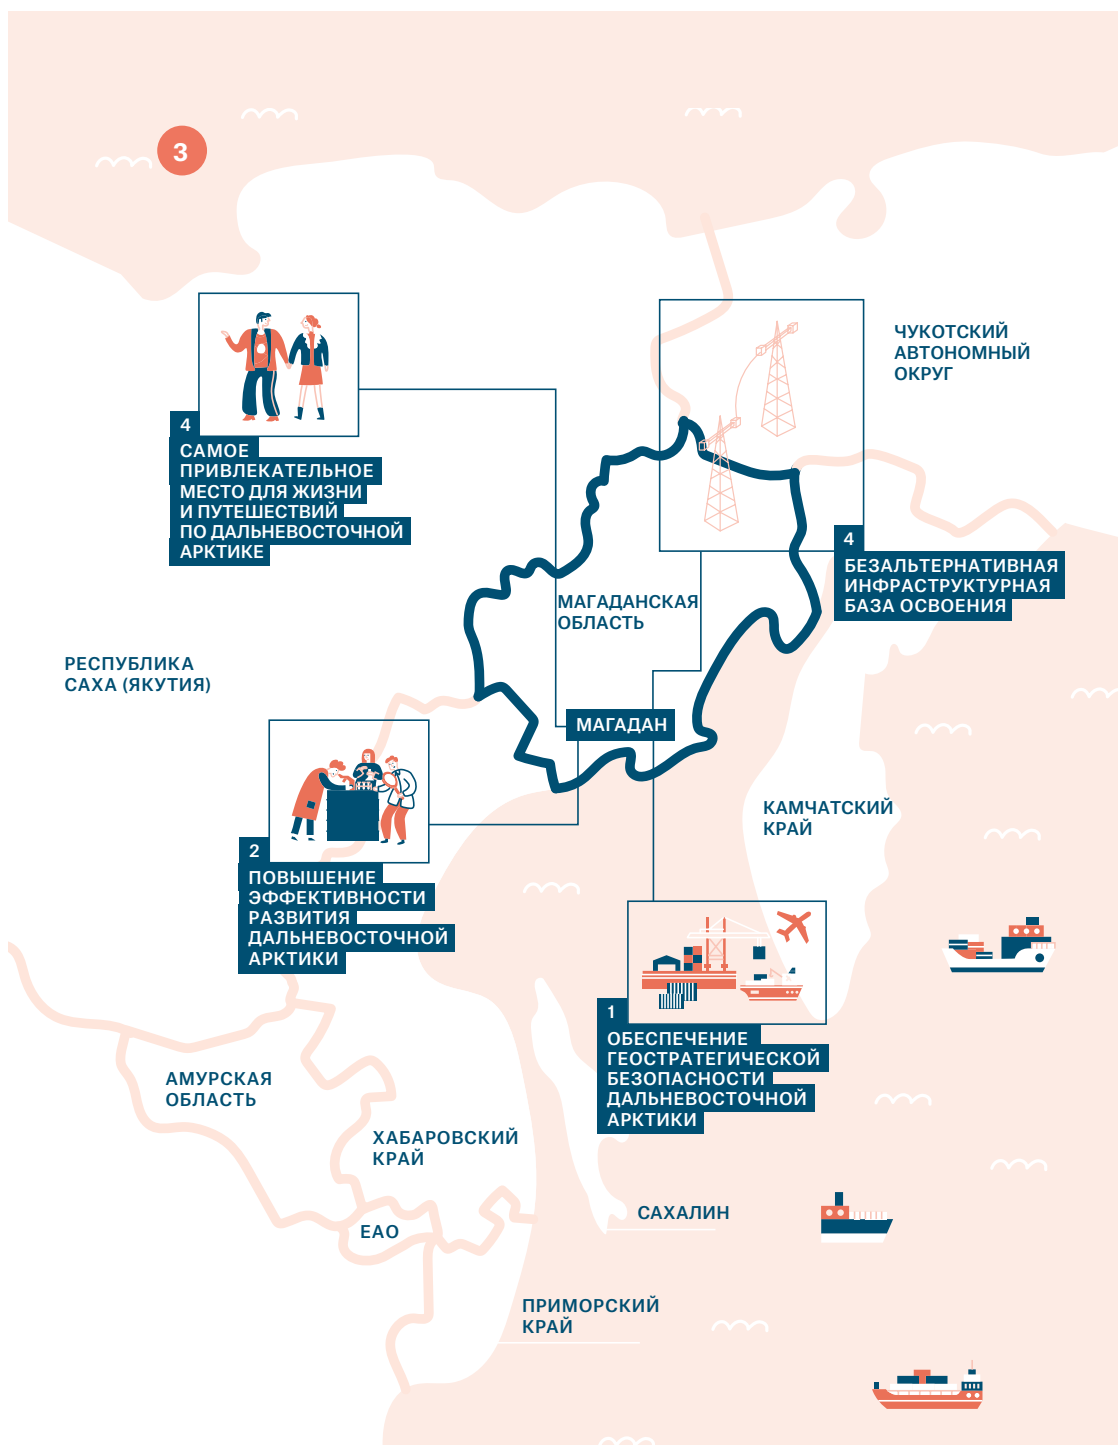 3
ЧУКОТСКИЙ
АВТОНОМНЫЙ
ОКРУГ
4
САМОЕ
ПРИВЛЕКАТЕЛЬНОЕ
МЕСТО ДЛЯ ЖИЗНИ
И ПУТЕШЕСТВИЙ
ПО ДАЛЬНЕВОСТОЧНОЙ
АРКТИКЕ
4
БЕЗАЛЬТЕРНАТИВНАЯ
ИНФРАСТРУКТУРНАЯ
БАЗА ОСВОЕНИЯ
МАГАДАНСКАЯ
ОБЛАСТЬ
РЕСПУБЛИКА
САХА (ЯКУТИЯ)
МАГАДАН
КАМЧАТСКИЙ
КРАЙ
2
ПОВЫШЕНИЕ
ЭФФЕКТИВНОСТИ
РАЗВИТИЯ
ДАЛЬНЕВОСТОЧНОЙ
АРКТИКИ
1
ОБЕСПЕЧЕНИЕ
ГЕОСТРАТЕГИЧЕСКОЙ
БЕЗОПАСНОСТИ
ДАЛЬНЕВОСТОЧНОЙ
АРКТИКИ
АМУРСКАЯ
ОБЛАСТЬ
ХАБАРОВСКИЙ
КРАЙ
САХАЛИН
ЕАО
ПРИМОРСКИЙ
КРАЙ